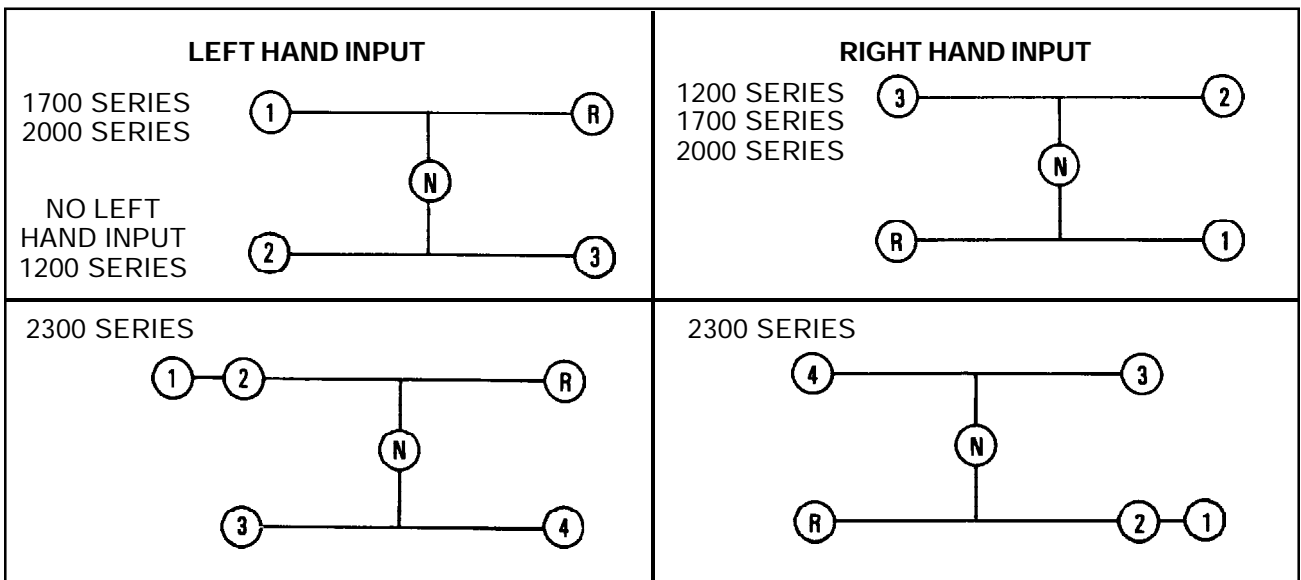 LEFT HAND INPUT
1700 SERIES
2000 SERIES
1 R
N
NO LEFT
HAND INPUT
1200 SERIES
2 3
RIGHT HAND INPUT
1200 SERIES
1700 SERIES
2000 SERIES
3 2
N
R 1
2300 SERIES
1 2 R
N
3 4
2300 SERIES
4 3
N
R 2 1